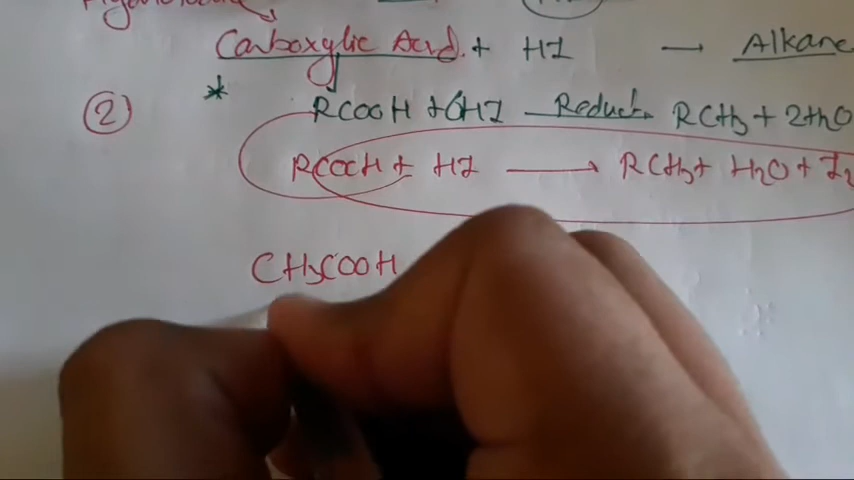 Carboxylic Acid + HI → Alkane
② * RCOOH + 6HI Reduct. RCH3 + 2H2O
RCOOH + HI → RCH3 + H2O + I2
CH3COOH